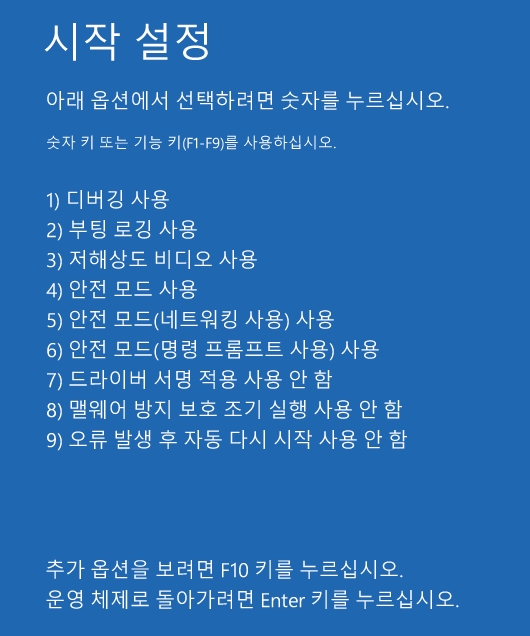 시작 설정
아래 옵션에서 선택하려면 숫자를 누르십시오.
숫자 키 또는 기능 키(F1-F9)를 사용하십시오.
1) 디버깅 사용
2) 부팅 로깅 사용
3) 저해상도 비디오 사용
4) 안전 모드 사용
5) 안전 모드(네트워킹 사용) 사용
6) 안전 모드(명령 프롬프트 사용) 사용
7) 드라이버 서명 적용 사용 안 함
8) 맬웨어 방지 보호 조기 실행 사용 안 함
9) 오류 발생 후 자동 다시 시작 사용 안 함
추가 옵션을 보려면 F10 키를 누르십시오.
운영 체제로 돌아가려면 Enter 키를 누르십시오.